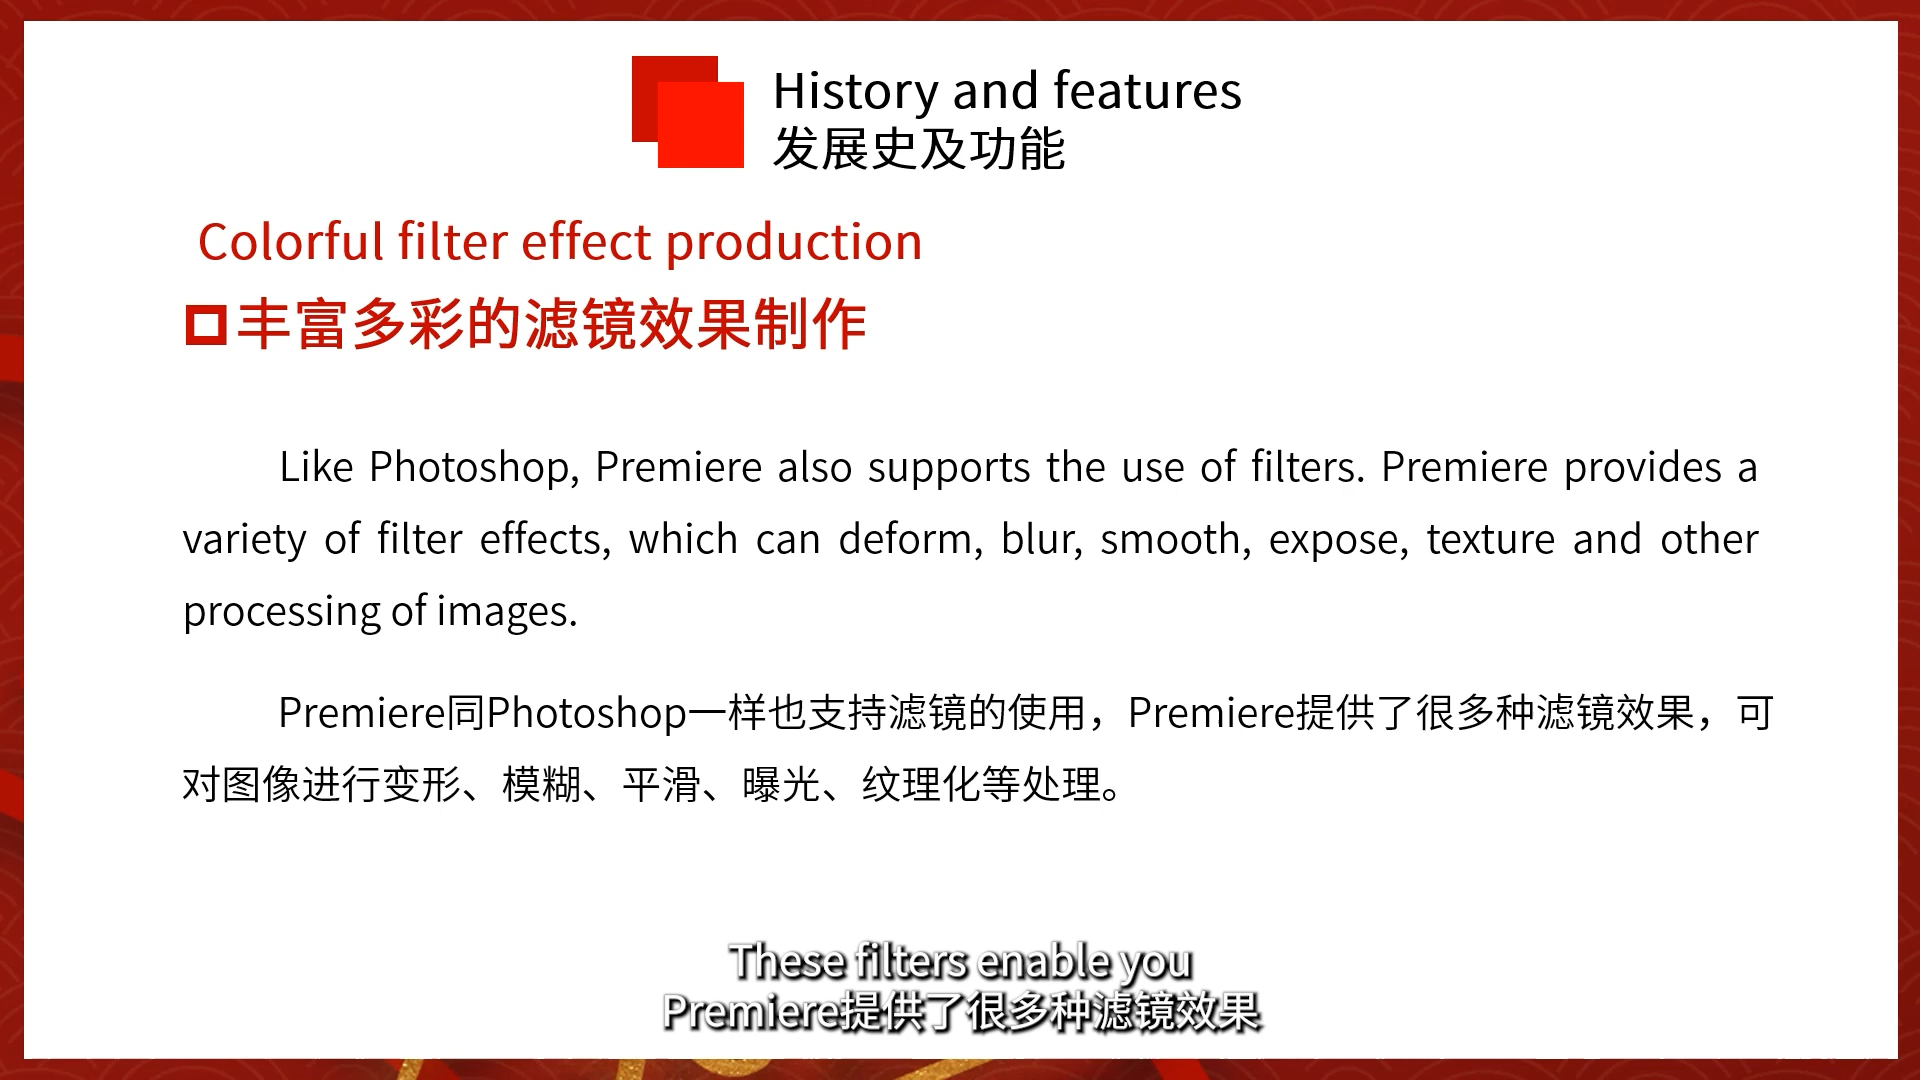 History and features
发展史及功能
Colorful filter effect production
丰富多彩的滤镜效果制作
Like Photoshop, Premiere also supports the use of filters. Premiere provides a
variety of filter effects, which can deform, blur, smooth, expose, texture and other
processing of images.
Premiere同Photoshop一样也支持滤镜的使用，Premiere提供了很多种滤镜效果，可
对图像进行变形、模糊、平滑、曝光、纹理化等处理。
These filters enable you
Premiere提供了很多种滤镜效果